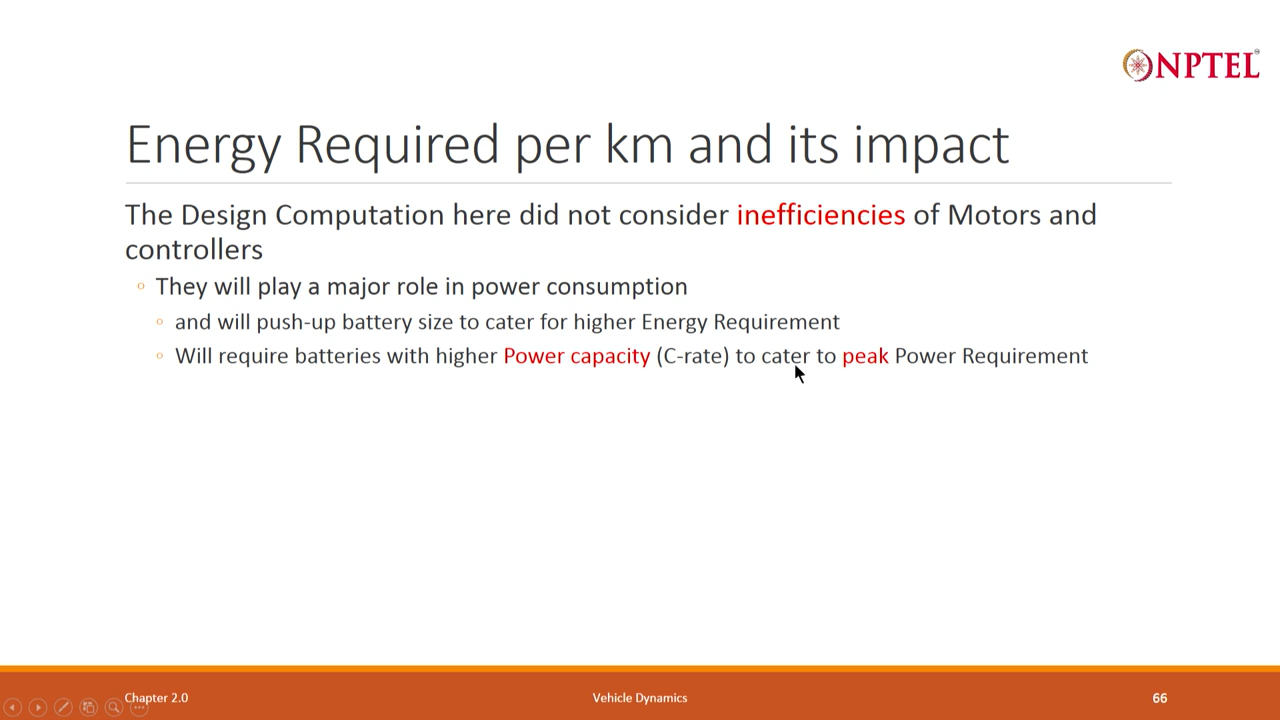 NPTEL
Energy Required per km and its impact
The Design Computation here did not consider inefficiencies of Motors and
controllers
They will play a major role in power consumption
and will push-up battery size to cater for higher Energy Requirement
Will require batteries with higher Power capacity (C-rate) to cater to peak Power Requirement
Chapter 2.0
Vehicle Dynamics
66